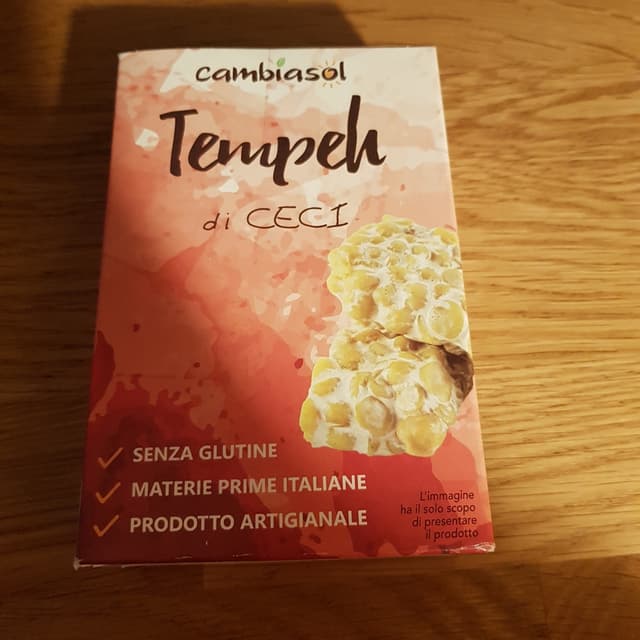 cambiasol
Tempeh
di CECI
SENZA GLUTINE
MATERIE PRIME ITALIANE
PRODOTTO ARTIGIANALE
L'immagine
ha il solo scopo
di presentare
il prodotto